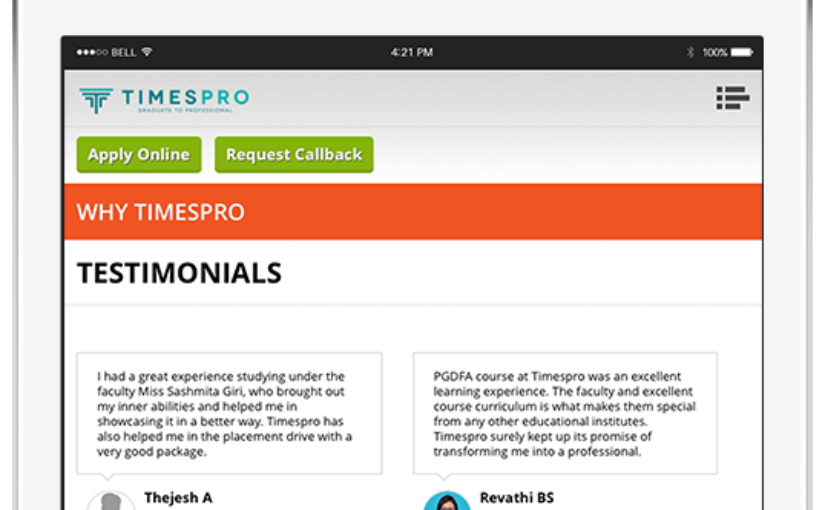 BELL
4:21 PM
100%
TIMESPRO
GRADUATE TO PROFESSIONAL
Apply Online
Request Callback
WHY TIMESPRO
TESTIMONIALS
I had a great experience studying under the
faculty Miss Sashmita Giri, who brought out
my inner abilities and helped me in
showcasing it in a better way. Timespro has
also helped me in the placement drive with a
very good package.
Thejesh A
PGDFA course at Timespro was an excellent
learning experience. The faculty and excellent
course curriculum is what makes them special
from any other educational institutes.
Timespro surely kept up its promise of
transforming me into a professional.
Revathi BS